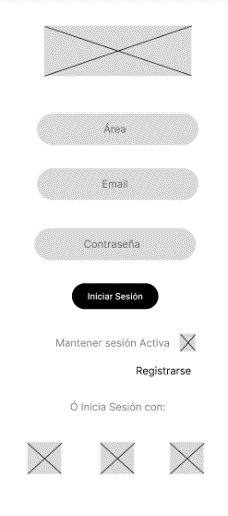 Área
Email
Contraseña
Iniciar Sesión
Mantener sesión Activa
Registrarse
Ó Inicia Sesión con: